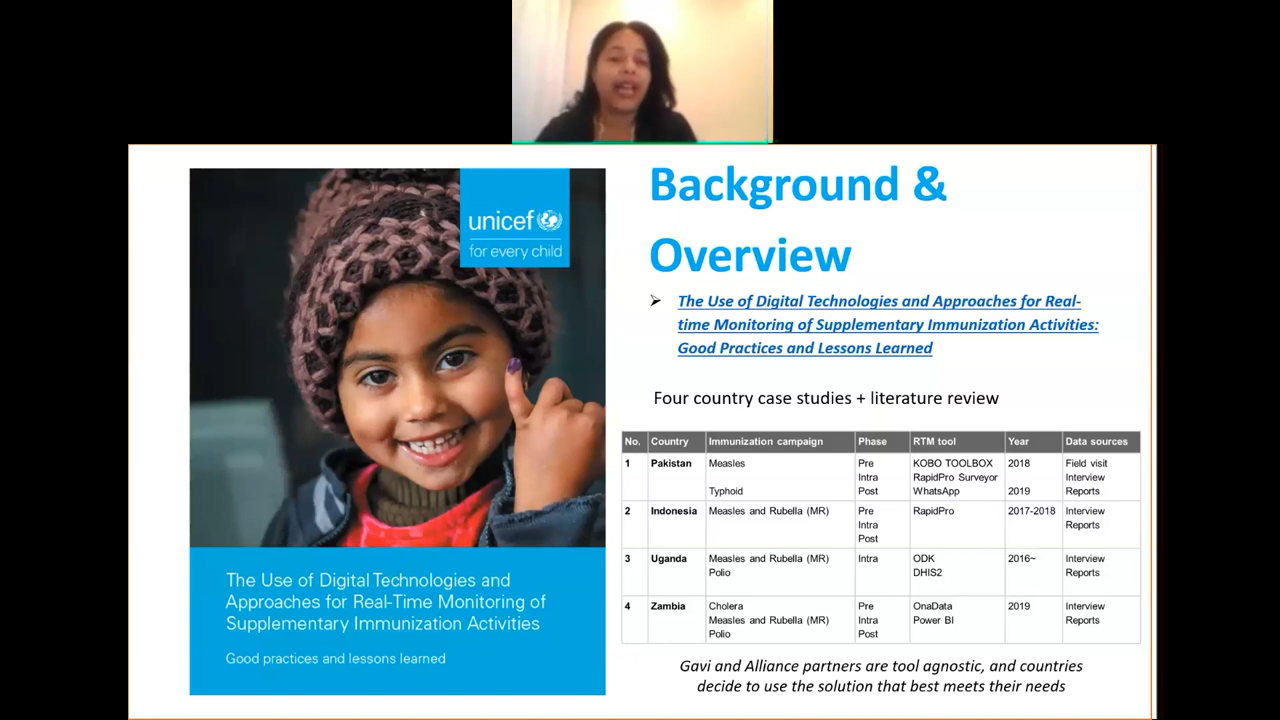 unicef
for every child
The Use of Digital Technologies and
Approaches for Real-Time Monitoring of
Supplementary Immunization Activities
Good practices and lessons learned
Background &
Overview
➢ The Use of Digital Technologies and Approaches for Real-
time Monitoring of Supplementary Immunization Activities:
Good Practices and Lessons Learned
Four country case studies + literature review
No. Country Immunization campaign Phase RTM tool Year Data sources
1 Pakistan Measles Pre KOBO TOOLBOX 2018 Field visit
Intra RapidPro Surveyor Interview
Typhoid Post WhatsApp 2019 Reports
2 Indonesia Measles and Rubella (MR) Pre RapidPro 2017-2018 Interview
Intra Reports
Post
3 Uganda Measles and Rubella (MR) Intra ODK 2016~ Interview
Polio DHIS2 Reports
4 Zambia Cholera Pre OnaData 2019 Interview
Measles and Rubella (MR) Intra Power BI Reports
Polio Post
Gavi and Alliance partners are tool agnostic, and countries
decide to use the solution that best meets their needs